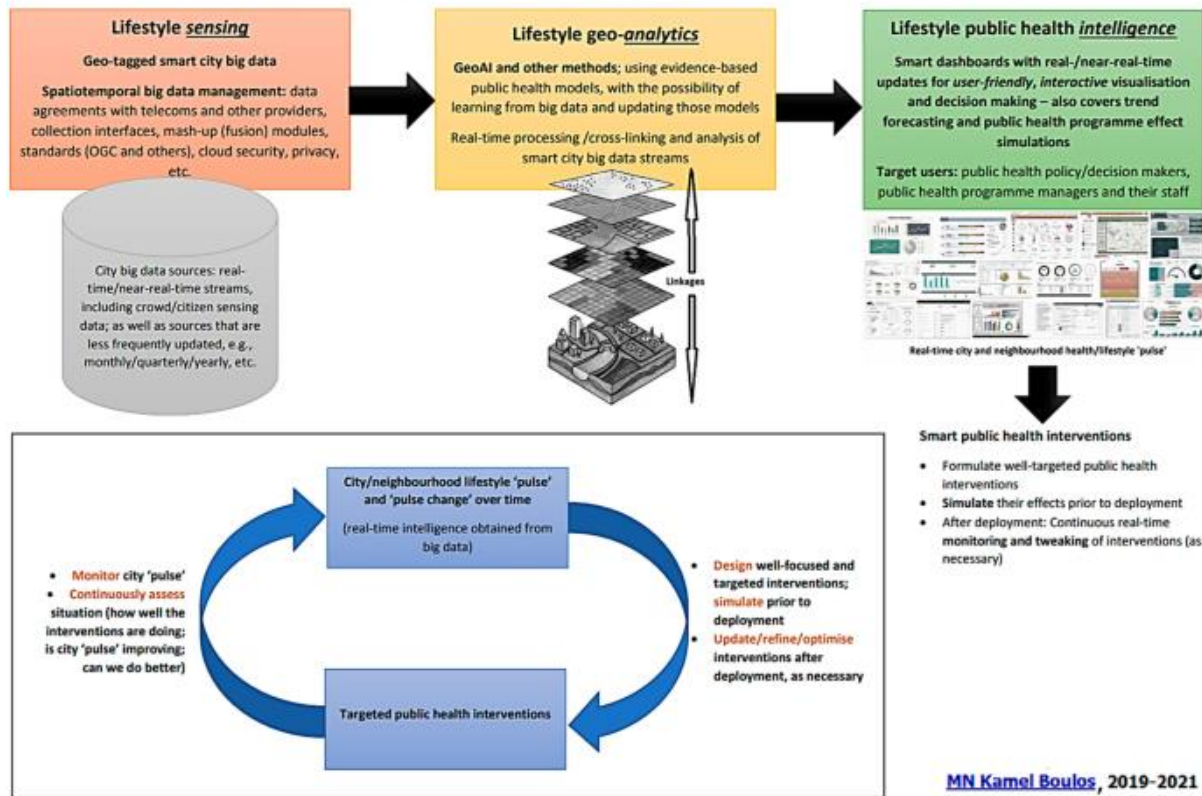 Lifestyle sensing
Geo-tagged smart city big data
Spatiotemporal big data management: data
agreements with telecoms and other providers,
collection interfaces, mash-up (fusion) modules,
standards (OGC and others), cloud security, privacy,
etc.
City big data sources: real-
time/near-real-time streams,
including crowd/citizen sensing
data; as well as sources that are
less frequently updated, e.g.,
monthly/quarterly/yearly, etc.
Lifestyle geo-analytics
GeoAI and other methods; using evidence-based
public health models, with the possibility of
learning from big data and updating those models
Real-time processing /cross-linking and analysis of
smart city big data streams
Linkages
Lifestyle public health intelligence
Smart dashboards with real-/near-real-time
updates for user-friendly, interactive visualisation
and decision making – also covers trend
forecasting and public health programme effect
simulations
Target users: public health policy/decision makers,
public health programme managers and their staff
Real-time city and neighbourhood health/lifestyle 'pulse'
Smart public health interventions
• Formulate well-targeted public health
interventions
• Simulate their effects prior to deployment
• After deployment: Continuous real-time
monitoring and tweaking of interventions (as
necessary)
City/neighbourhood lifestyle 'pulse'
and 'pulse change' over time
(real-time intelligence obtained from
big data)
• Monitor city 'pulse'
• Continuously assess
situation (how well the
interventions are doing;
is city 'pulse' improving;
can we do better)
• Design well-focused and
targeted interventions;
simulate prior to
deployment
• Update/refine/optimise
interventions after
deployment, as necessary
Targeted public health interventions
MN Kamel Boulos, 2019-2021